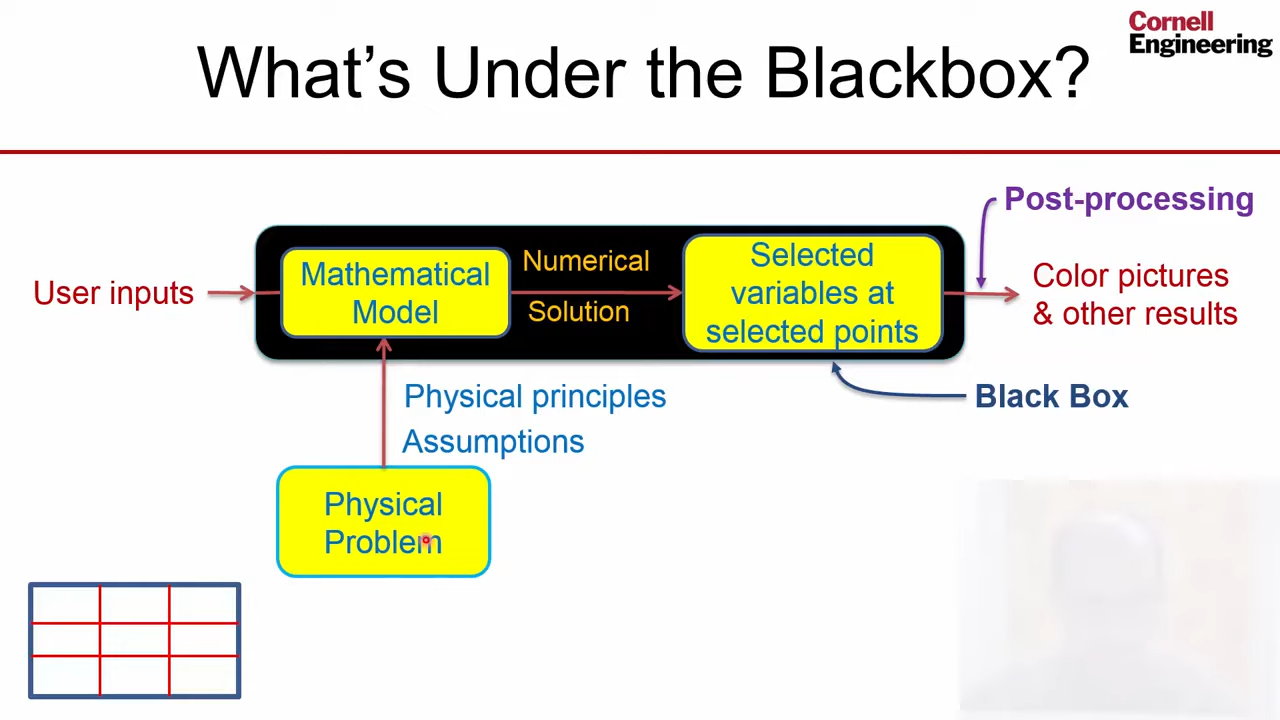 Cornell
Engineering
What's Under the Blackbox?
Post-processing
User inputs
Mathematical
Model
Numerical
Solution
Selected
variables at
selected points
Color pictures
& other results
Physical principles
Assumptions
Black Box
Physical
Problem